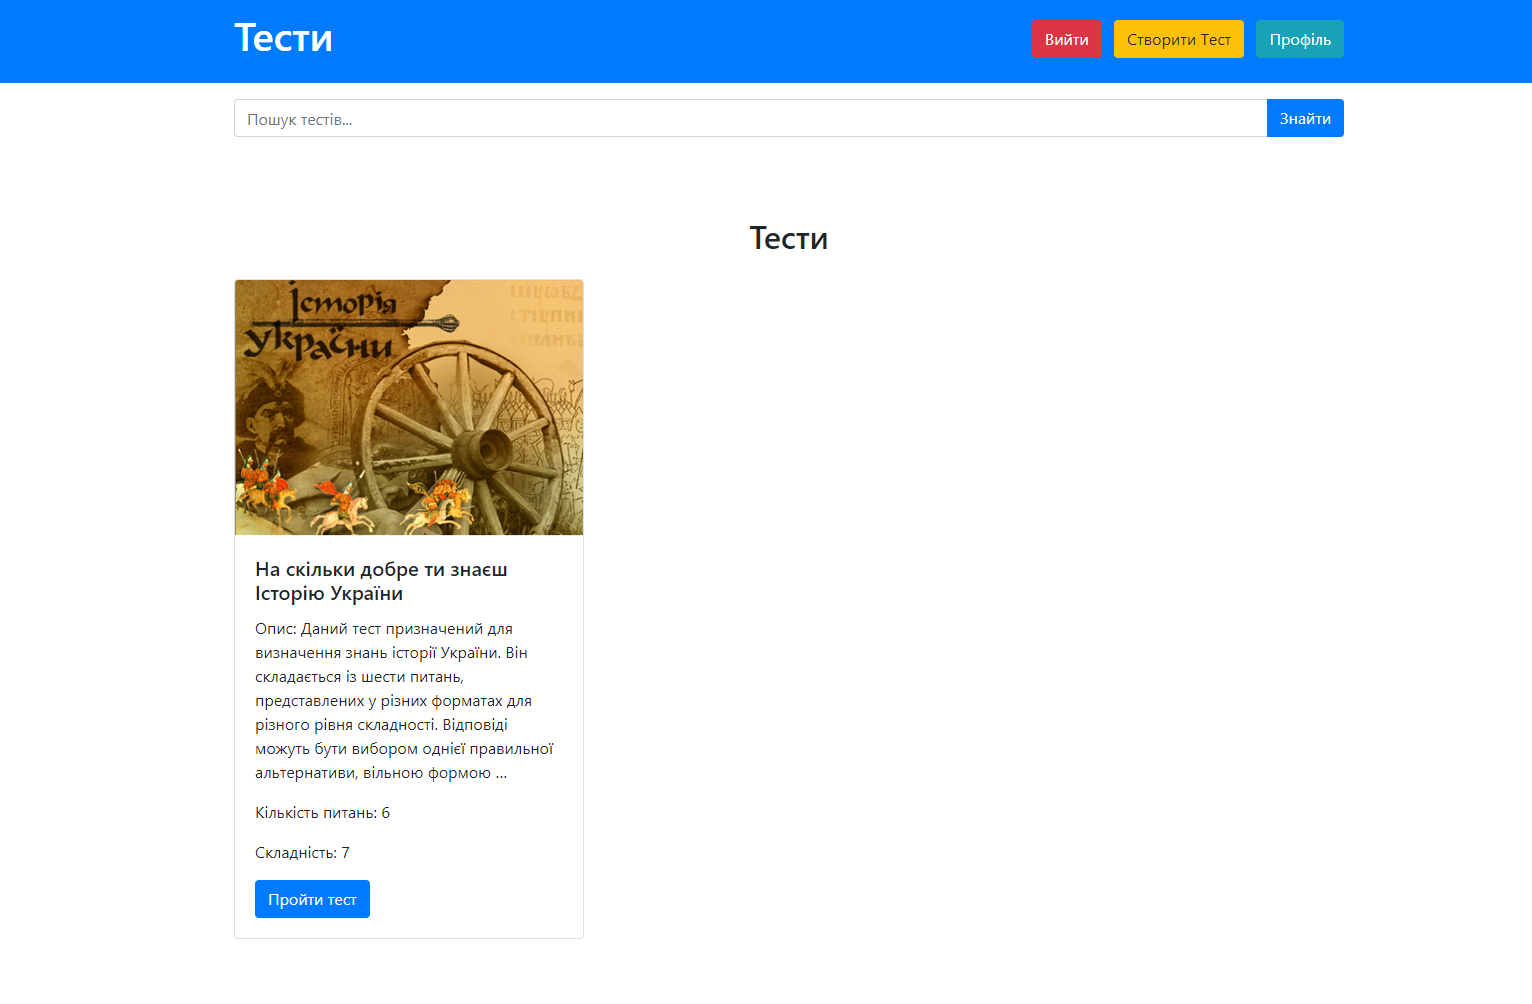 Тести
Вийти
Створити Тест
Профіль
Пошук тестів...
Знайти
Тести
Історія
України
На скільки добре ти знаєш
Історію України
Опис: Даний тест призначений для
визначення знань історії України. Він
складається із шести питань,
представлених у різних форматах для
різного рівня складності. Відповіді
можуть бути вибором однієї правильної
альтернативи, вільною формою ...
Кількість питань: 6
Складність: 7
Пройти тест